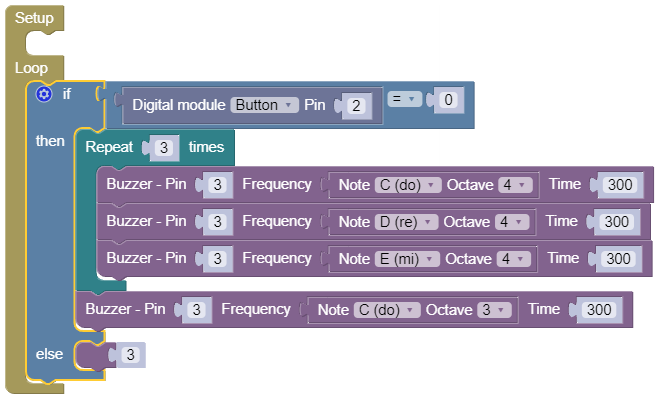 Setup
Loop
if Digital module Button Pin 2 = 0
then Repeat 3 times
Buzzer - Pin 3 Frequency Note C (do) Octave 4 Time 300
Buzzer - Pin 3 Frequency Note D (re) Octave 4 Time 300
Buzzer - Pin 3 Frequency Note E (mi) Octave 4 Time 300
Buzzer - Pin 3 Frequency Note C (do) Octave 3 Time 300
else 3